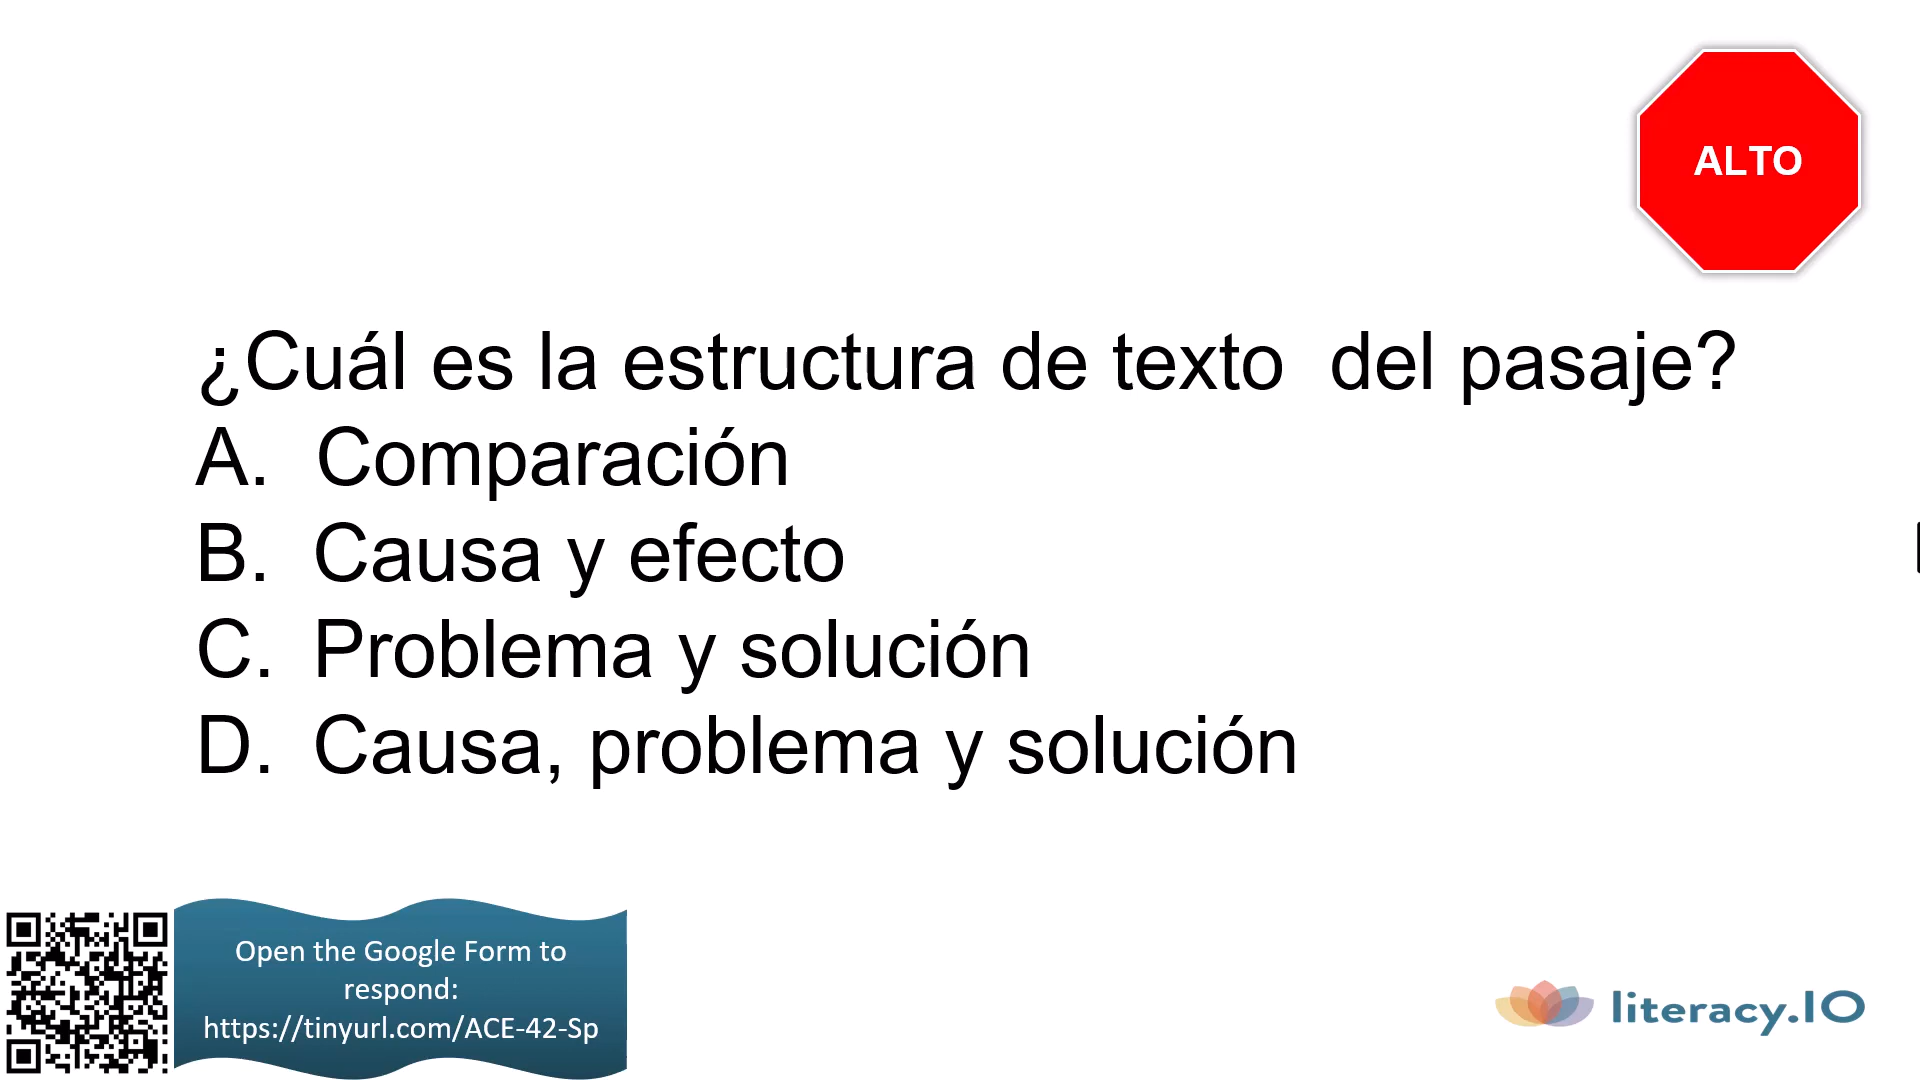 ALTO
¿Cuál es la estructura de texto  del pasaje?
A. Comparación
B. Causa y efecto
C. Problema y solución
D. Causa, problema y solución
Open the Google Form to
respond:
https://tinyurl.com/ACE-42-Sp
literacy.IO